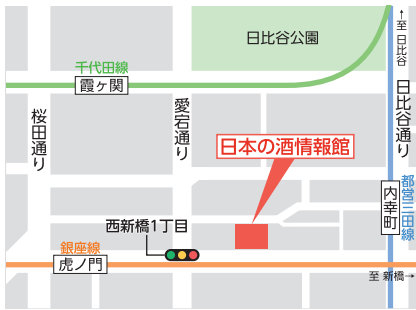 ↑至 日比谷
日比谷公園
千代田線
霞ヶ関
桜田通り
愛宕通り
日比谷通り
日本の酒情報館
都営三田線
内幸町
西新橋1丁目
銀座線
虎ノ門
至 新橋→